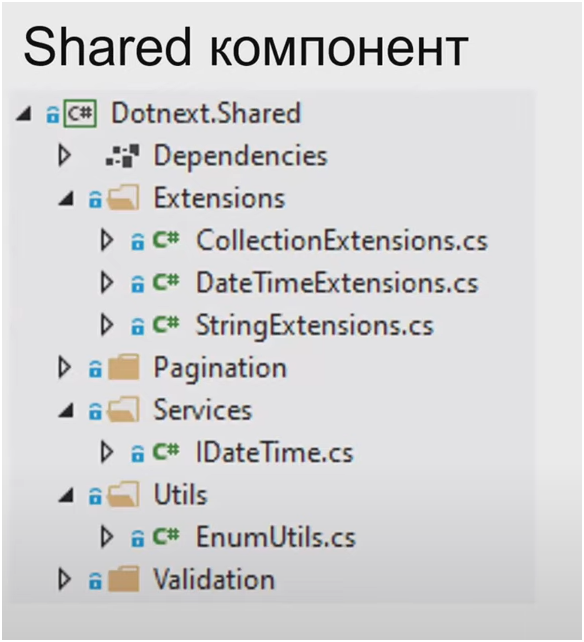 Shared компонент
C# Dotnext.Shared
Dependencies
Extensions
C# CollectionExtensions.cs
C# DateTimeExtensions.cs
C# StringExtensions.cs
Pagination
Services
C# IDateTime.cs
Utils
C# EnumUtils.cs
Validation